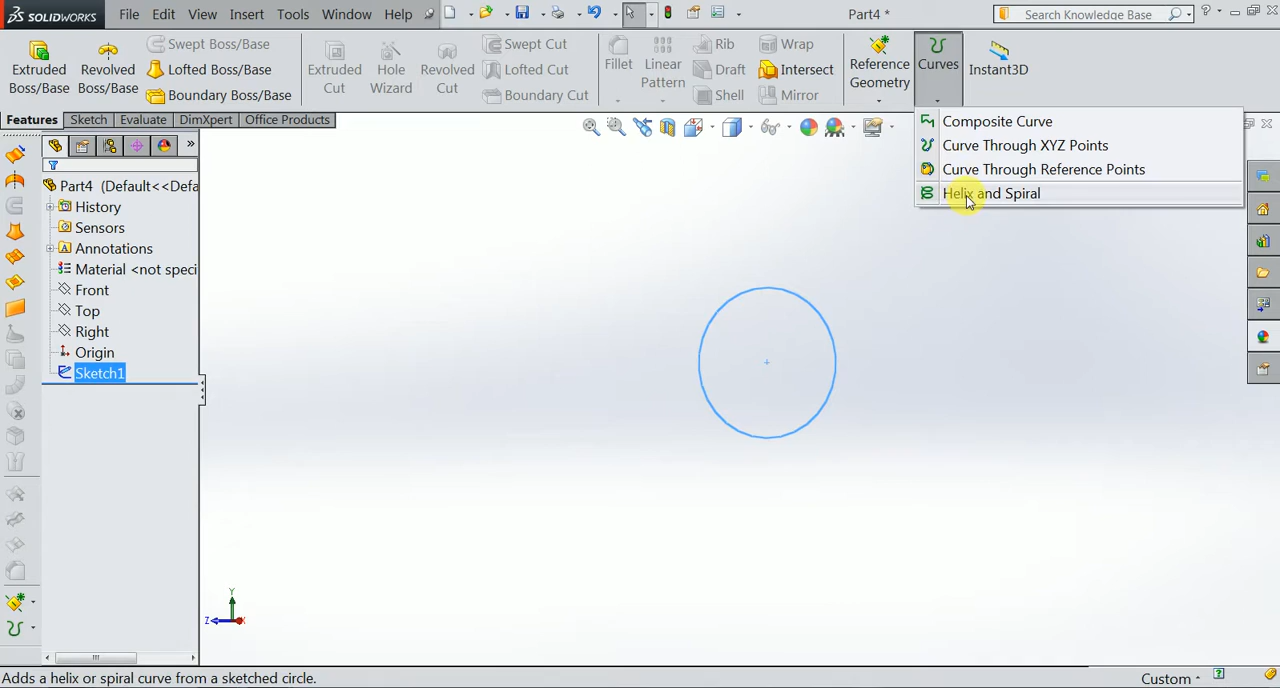 SOLIDWORKS File Edit View Insert Tools Window Help Part4 * Search Knowledge Base ?
Extruded Boss/Base
Revolved Boss/Base
Swept Boss/Base
Lofted Boss/Base
Boundary Boss/Base
Extruded Cut
Hole Wizard
Revolved Cut
Swept Cut
Lofted Cut
Boundary Cut
Fillet
Linear Pattern
Rib
Draft
Shell
Wrap
Intersect
Mirror
Reference Geometry
Curves
Instant3D
Features Sketch Evaluate DimXpert Office Products
Composite Curve
Curve Through XYZ Points
Curve Through Reference Points
Helix and Spiral
»
Part4 (Default<<Defa
History
Sensors
Annotations
Material <not speci
Front
Top
Right
Origin
Sketch1
Y
Z
X
Adds a helix or spiral curve from a sketched circle. Custom ?